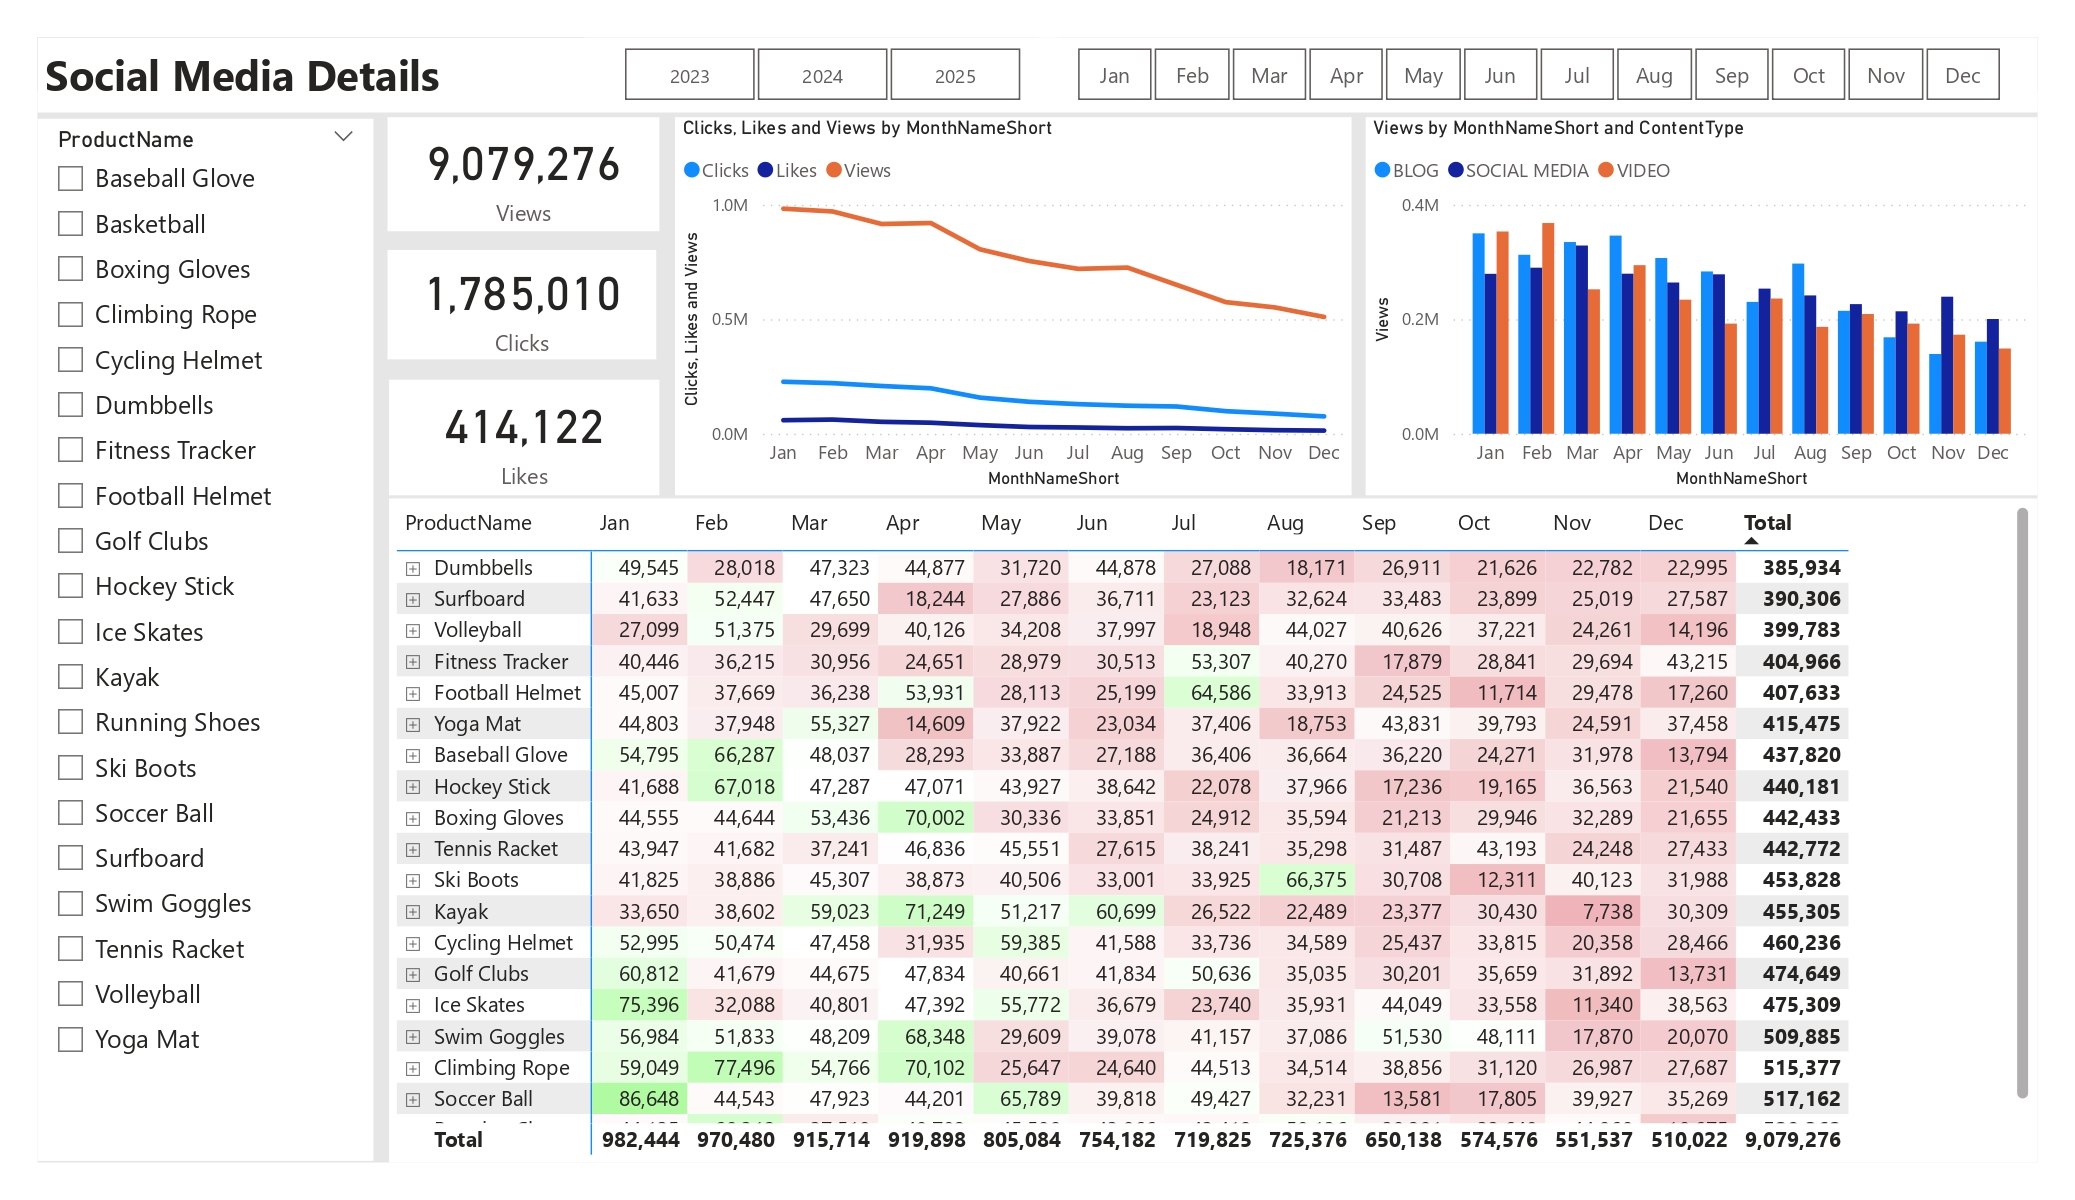 Social Media Details
2023 2024 2025 Jan Feb Mar Apr May Jun Jul Aug Sep Oct Nov Dec
ProductName
Baseball Glove
Basketball
Boxing Gloves
Climbing Rope
Cycling Helmet
Dumbbells
Fitness Tracker
Football Helmet
Golf Clubs
Hockey Stick
Ice Skates
Kayak
Running Shoes
Ski Boots
Soccer Ball
Surfboard
Swim Goggles
Tennis Racket
Volleyball
Yoga Mat
9,079,276
Views
1,785,010
Clicks
414,122
Likes
Clicks, Likes and Views by MonthNameShort
Clicks Likes Views
Clicks, Likes and Views
1.0M
0.5M
0.0M
Jan Feb Mar Apr May Jun Jul Aug Sep Oct Nov Dec
MonthNameShort
Views by MonthNameShort and ContentType
BLOG SOCIAL MEDIA VIDEO
Views
0.4M
0.2M
0.0M
Jan Feb Mar Apr May Jun Jul Aug Sep Oct Nov Dec
MonthNameShort
ProductName Jan Feb Mar Apr May Jun Jul Aug Sep Oct Nov Dec Total
Dumbbells 49,545 28,018 47,323 44,877 31,720 44,878 27,088 18,171 26,911 21,626 22,782 22,995 385,934
Surfboard 41,633 52,447 47,650 18,244 27,886 36,711 23,123 32,624 33,483 23,899 25,019 27,587 390,306
Volleyball 27,099 51,375 29,699 40,126 34,208 37,997 18,948 44,027 40,626 37,221 24,261 14,196 399,783
Fitness Tracker 40,446 36,215 30,956 24,651 28,979 30,513 53,307 40,270 17,879 28,841 29,694 43,215 404,966
Football Helmet 45,007 37,669 36,238 53,931 28,113 25,199 64,586 33,913 24,525 11,714 29,478 17,260 407,633
Yoga Mat 44,803 37,948 55,327 14,609 37,922 23,034 37,406 18,753 43,831 39,793 24,591 37,458 415,475
Baseball Glove 54,795 66,287 48,037 28,293 33,887 27,188 36,406 36,664 36,220 24,271 31,978 13,794 437,820
Hockey Stick 41,688 67,018 47,287 47,071 43,927 38,642 22,078 37,966 17,236 19,165 36,563 21,540 440,181
Boxing Gloves 44,555 44,644 53,436 70,002 30,336 33,851 24,912 35,594 21,213 29,946 32,289 21,655 442,433
Tennis Racket 43,947 41,682 37,241 46,836 45,551 27,615 38,241 35,298 31,487 43,193 24,248 27,433 442,772
Ski Boots 41,825 38,886 45,307 38,873 40,506 33,001 33,925 66,375 30,708 12,311 40,123 31,988 453,828
Kayak 33,650 38,602 59,023 71,249 51,217 60,699 26,522 22,489 23,377 30,430 7,738 30,309 455,305
Cycling Helmet 52,995 50,474 47,458 31,935 59,385 41,588 33,736 34,589 25,437 33,815 20,358 28,466 460,236
Golf Clubs 60,812 41,679 44,675 47,834 40,661 41,834 50,636 35,035 30,201 35,659 31,892 13,731 474,649
Ice Skates 75,396 32,088 40,801 47,392 55,772 36,679 23,740 35,931 44,049 33,558 11,340 38,563 475,309
Swim Goggles 56,984 51,833 48,209 68,348 29,609 39,078 41,157 37,086 51,530 48,111 17,870 20,070 509,885
Climbing Rope 59,049 77,496 54,766 70,102 25,647 24,640 44,513 34,514 38,856 31,120 26,987 27,687 515,377
Soccer Ball 86,648 44,543 47,923 44,201 65,789 39,818 49,427 32,231 13,581 17,805 39,927 35,269 517,162
Total 982,444 970,480 915,714 919,898 805,084 754,182 719,825 725,376 650,138 574,576 551,537 510,022 9,079,276